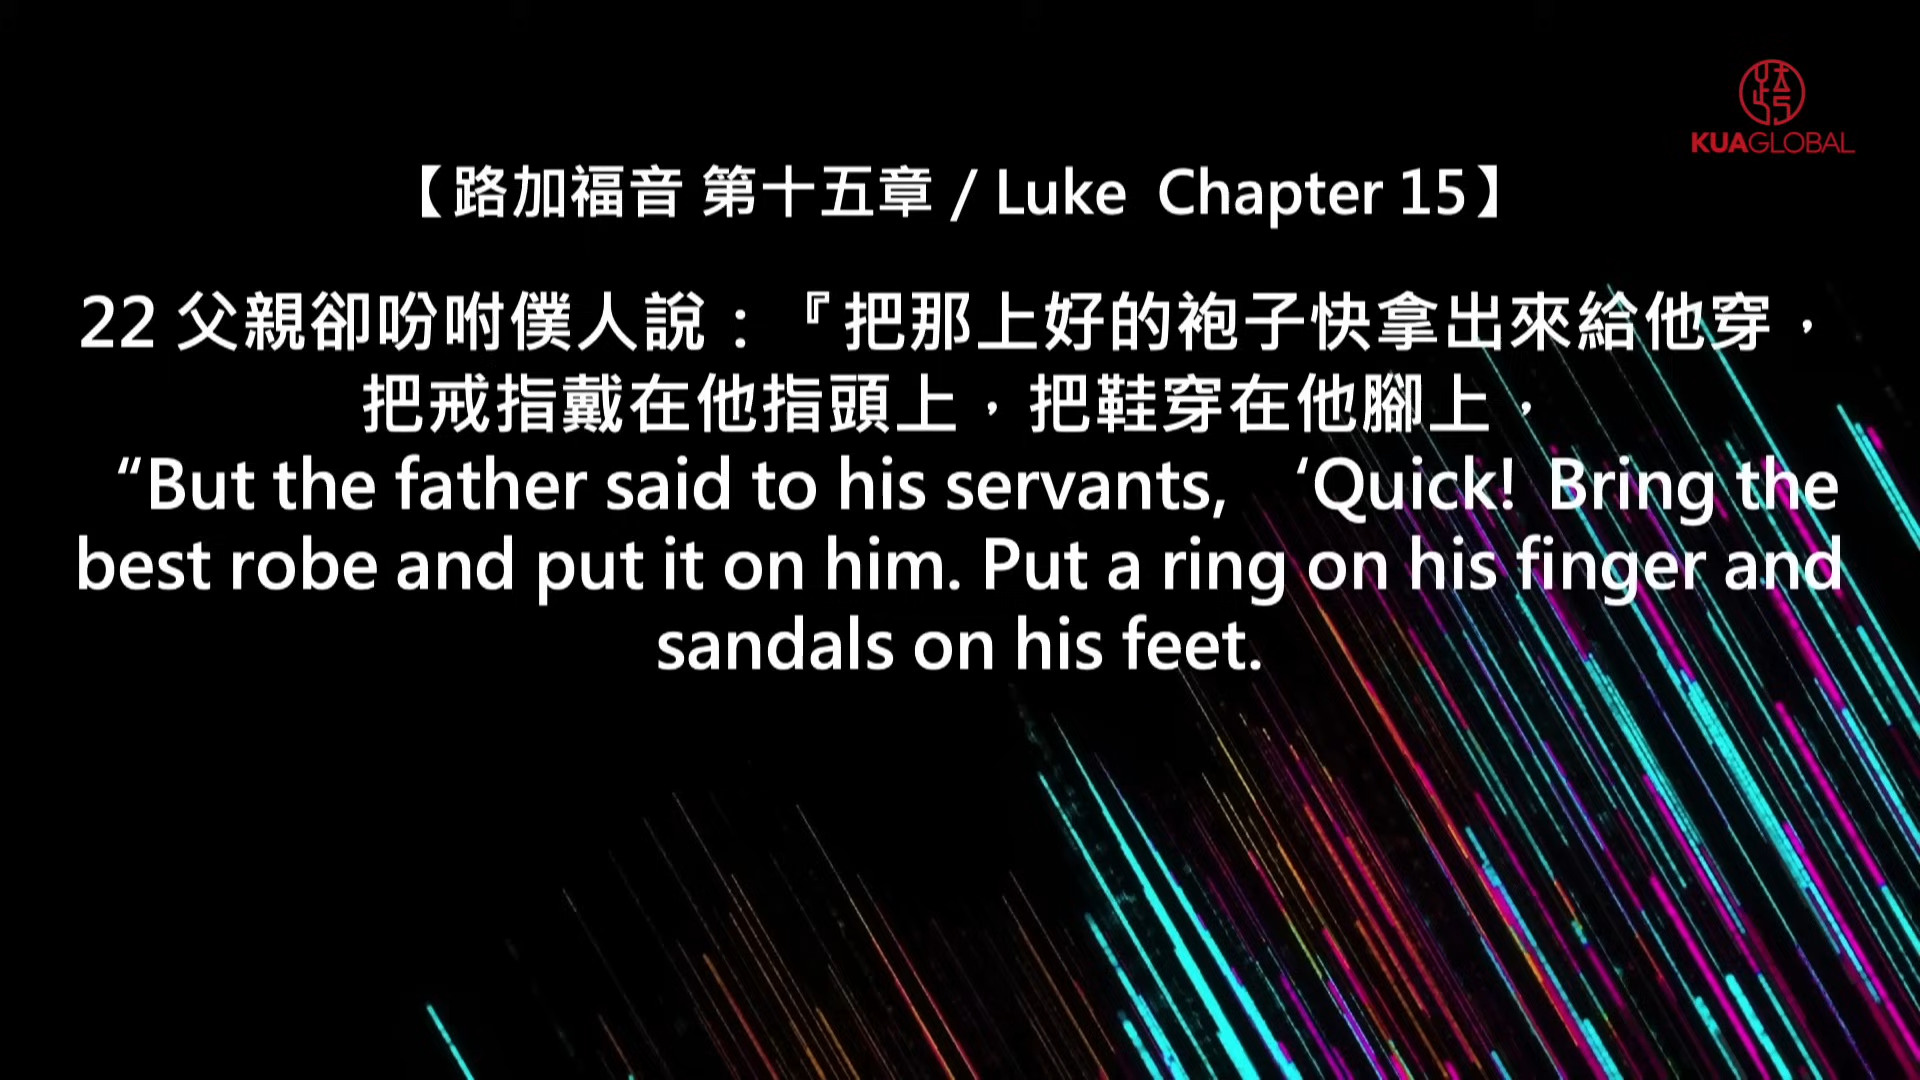 KUAGLOBAL
【路加福音 第十五章 / Luke  Chapter 15】
22 父親卻吩咐僕人說：『把那上好的袍子快拿出來給他穿，
把戒指戴在他指頭上，把鞋穿在他腳上，
“But the father said to his servants, ‘Quick! Bring the
best robe and put it on him. Put a ring on his finger and
sandals on his feet.